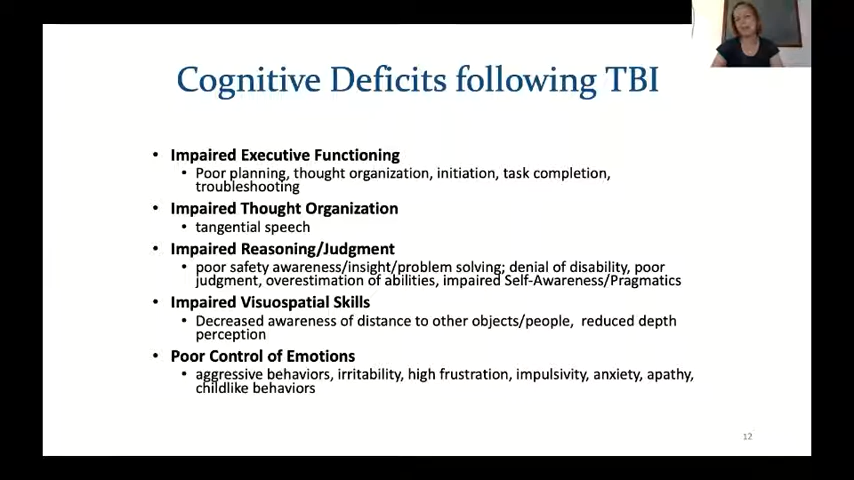 Cognitive Deficits following TBI
• Impaired Executive Functioning
• Poor planning, thought organization, initiation, task completion,
troubleshooting
• Impaired Thought Organization
• tangential speech
• Impaired Reasoning/Judgment
• poor safety awareness/insight/problem solving; denial of disability, poor
judgment, overestimation of abilities, impaired Self-Awareness/Pragmatics
• Impaired Visuospatial Skills
• Decreased awareness of distance to other objects/people, reduced depth
perception
• Poor Control of Emotions
• aggressive behaviors, irritability, high frustration, impulsivity, anxiety, apathy,
childlike behaviors
12